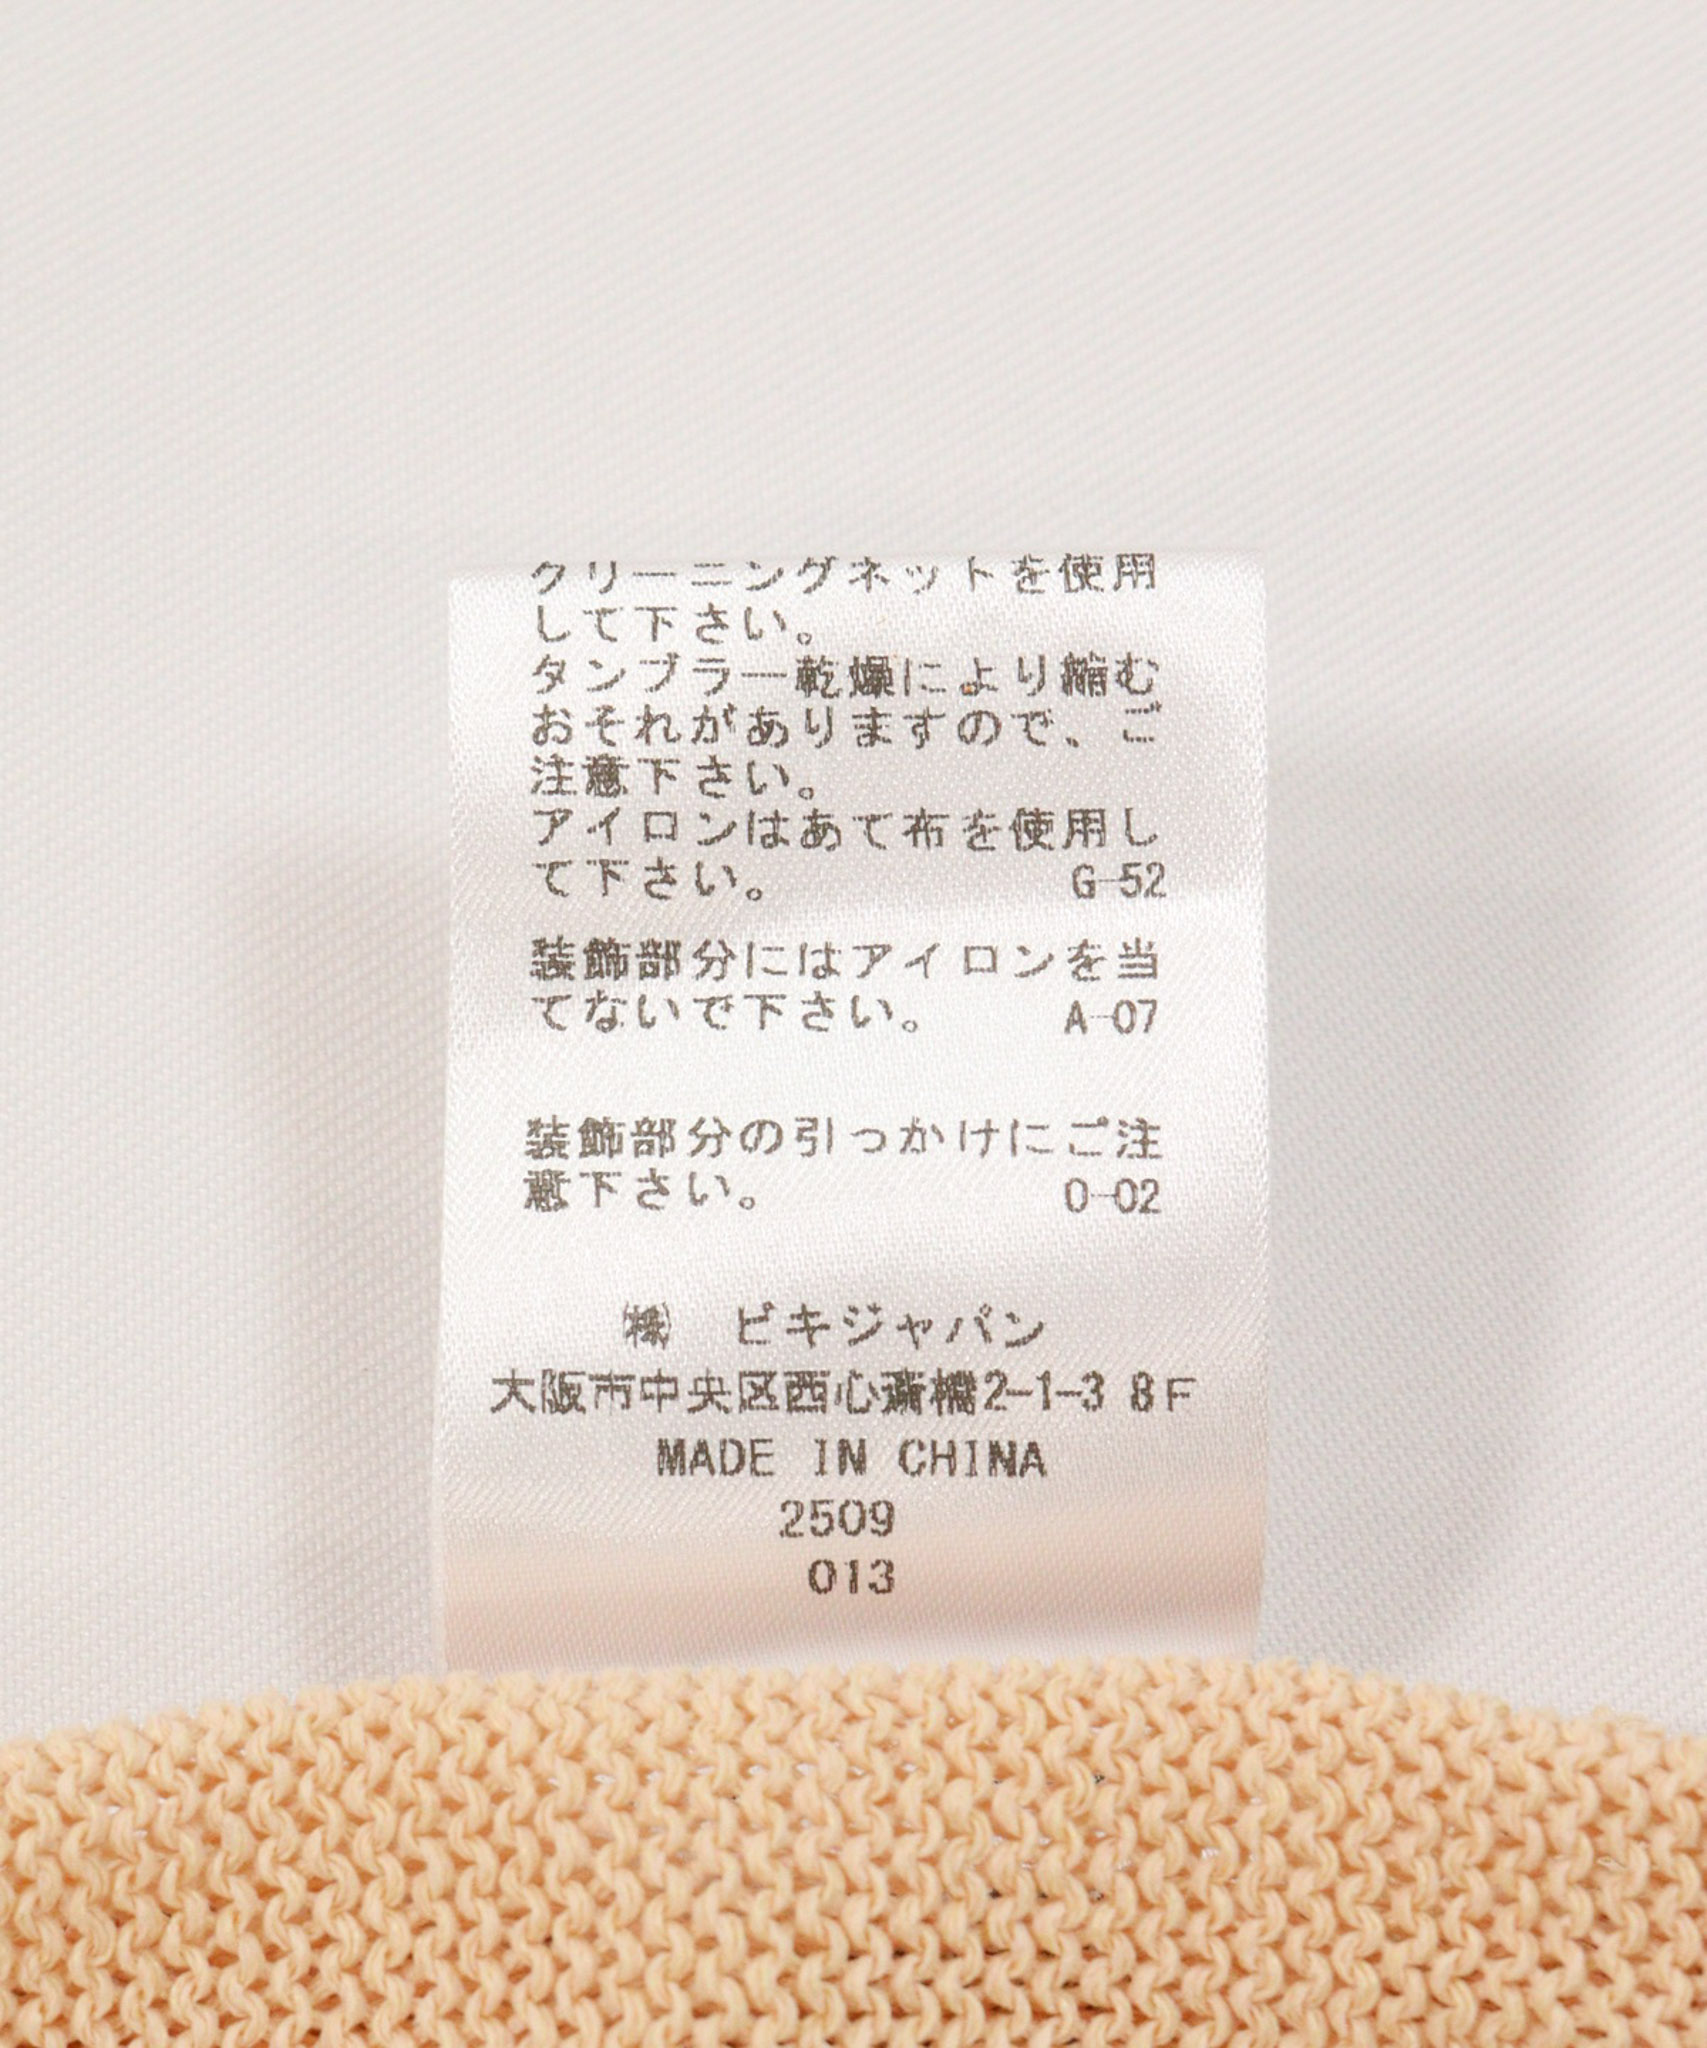 クリーニングネットを使用
して下さい。
タンブラー乾燥により縮む
おそれがありますので、ご
注意下さい。
アイロンはあて布を使用し
て下さい。 G-52
装飾部分にはアイロンを当
てないで下さい。 A-07
装飾部分の引っかけにご注
意下さい。 O-02
㈱ ピキジャパン
大阪市中央区西心斎橋2-1-3 8F
MADE IN CHINA
2509
013